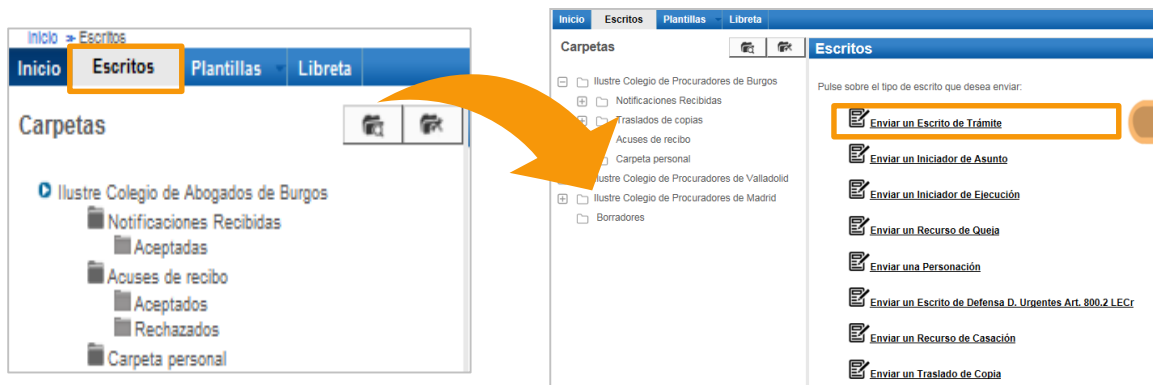 Inicio Escritos
Inicio Escritos Plantillas Libreta
Carpetas
Ilustre Colegio de Abogados de Burgos
Notificaciones Recibidas
Aceptadas
Acuses de recibo
Aceptados
Rechazados
Carpeta personal
Inicio Escritos Plantillas Libreta
Carpetas
Ilustre Colegio de Procuradores de Burgos
Notificaciones Recibidas
Traslados de copias
Acuses de recibo
Carpeta personal
Ilustre Colegio de Procuradores de Valladolid
Ilustre Colegio de Procuradores de Madrid
Borradores
Escritos
Pulse sobre el tipo de escrito que desea enviar:
Enviar un Escrito de Trámite
Enviar un Iniciador de Asunto
Enviar un Iniciador de Ejecución
Enviar un Recurso de Queja
Enviar una Personación
Enviar un Escrito de Defensa D. Urgentes Art. 800.2 LECr
Enviar un Recurso de Casación
Enviar un Traslado de Copia